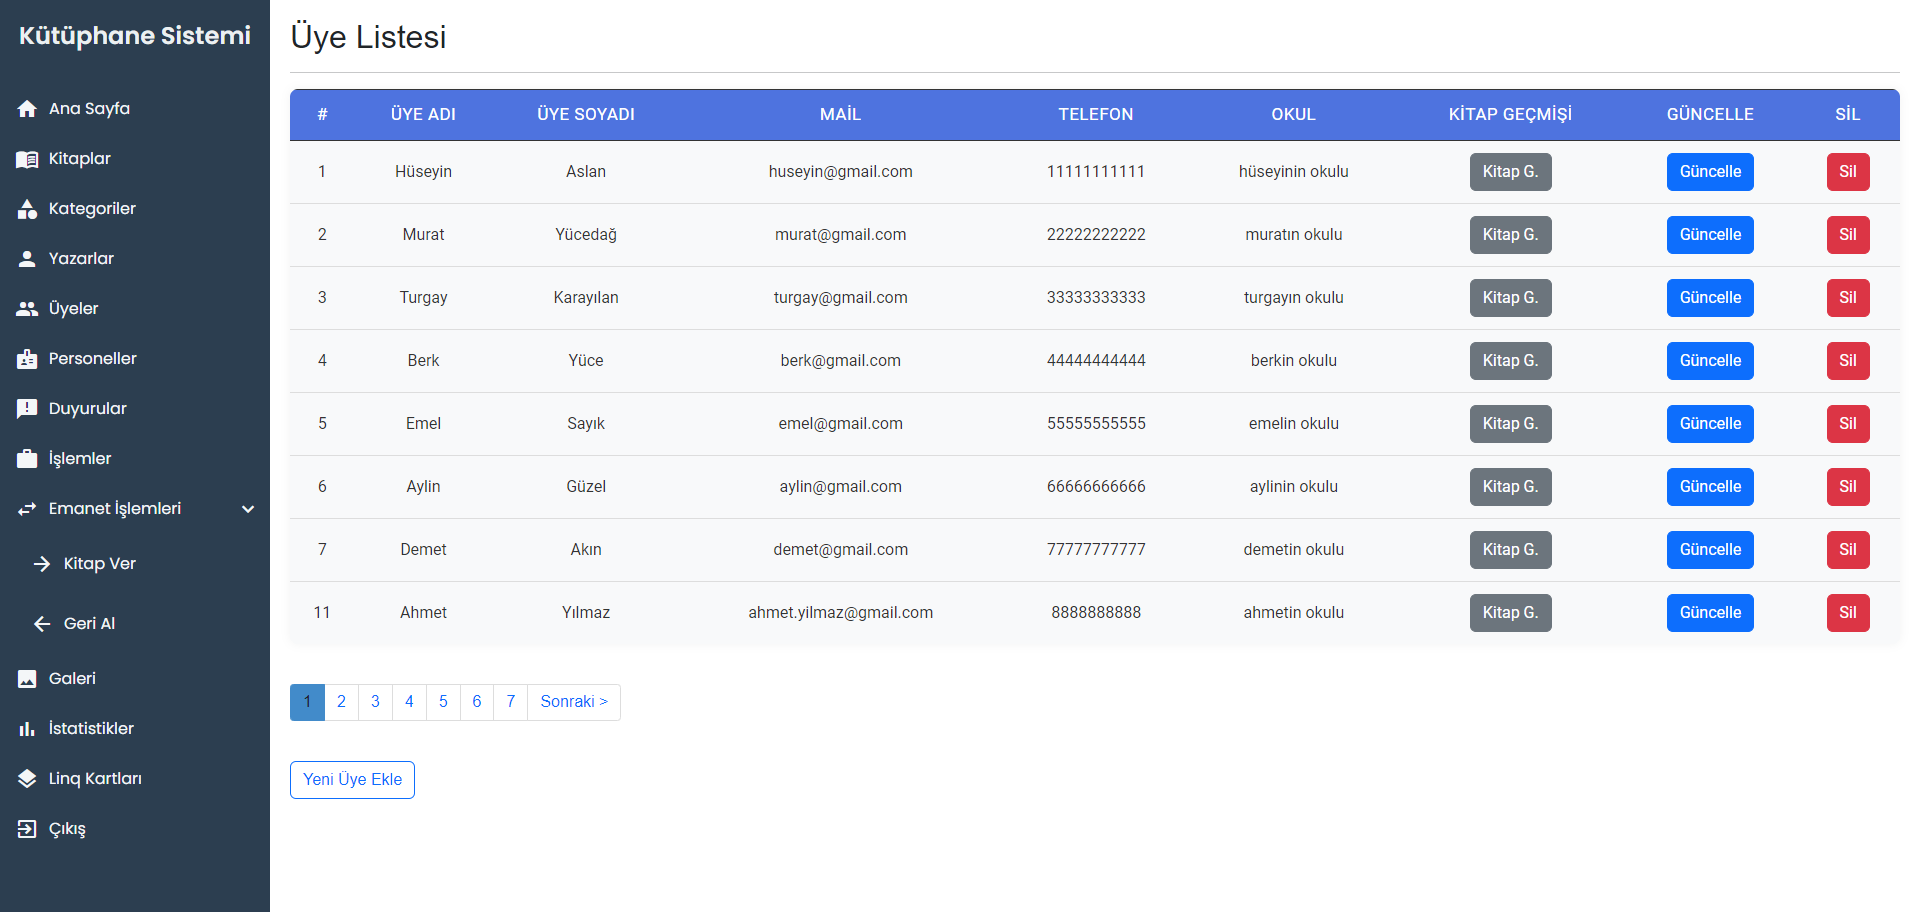 Kütüphane Sistemi
Ana Sayfa
Kitaplar
Kategoriler
Yazarlar
Üyeler
Personeller
Duyurular
İşlemler
Emanet İşlemleri
Kitap Ver
Geri Al
Galeri
İstatistikler
Linq Kartları
Çıkış
Üye Listesi
# ÜYE ADI ÜYE SOYADI MAİL TELEFON OKUL KİTAP GEÇMİŞİ GÜNCELLE SİL
1 Hüseyin Aslan huseyin@gmail.com 11111111111 hüseyinin okulu Kitap G. Güncelle Sil
2 Murat Yücedağ murat@gmail.com 22222222222 muratın okulu Kitap G. Güncelle Sil
3 Turgay Karayılan turgay@gmail.com 33333333333 turgayın okulu Kitap G. Güncelle Sil
4 Berk Yüce berk@gmail.com 44444444444 berkin okulu Kitap G. Güncelle Sil
5 Emel Sayık emel@gmail.com 55555555555 emelin okulu Kitap G. Güncelle Sil
6 Aylin Güzel aylin@gmail.com 66666666666 aylinin okulu Kitap G. Güncelle Sil
7 Demet Akın demet@gmail.com 77777777777 demetin okulu Kitap G. Güncelle Sil
11 Ahmet Yılmaz ahmet.yilmaz@gmail.com 8888888888 ahmetin okulu Kitap G. Güncelle Sil
1 2 3 4 5 6 7 Sonraki >
Yeni Üye Ekle